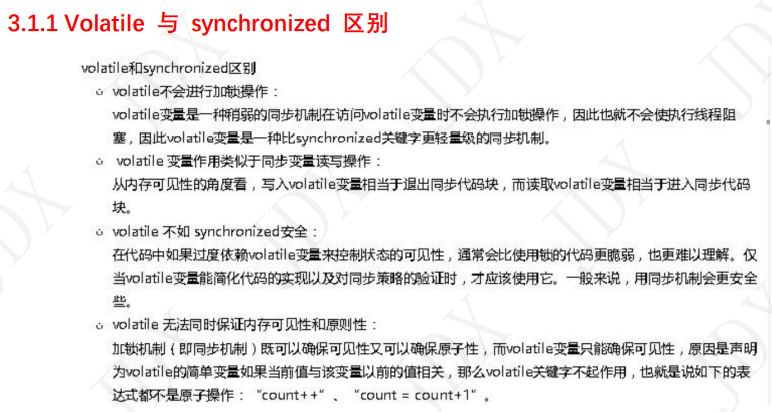 3.1.1 Volatile 与 synchronized 区别
volatile和synchronized区别
volatile不会进行加锁操作：
volatile变量是一种稍弱的同步机制在访问volatile变量时不会执行加锁操作，因此也就不会使执行线程阻
塞，因此volatile变量是一种比synchronized关键字更轻量级的同步机制。
volatile 变量作用类似于同步变量读写操作：
从内存可见性的角度看，写入volatile变量相当于退出同步代码块，而读取volatile变量相当于进入同步代码
块。
volatile 不如 synchronized安全：
在代码中如果过度依赖volatile变量来控制状态的可见性，通常会比使用锁的代码更脆弱，也更难以理解。仅
当volatile变量能简化代码的实现以及对同步策略的验证时，才应该使用它。一般来说，用同步机制会更安全
些。
volatile 无法同时保证内存可见性和原则性：
加锁机制（即同步机制）既可以确保可见性又可以确保原子性，而volatile变量只能确保可见性，原因是声明
为volatile的简单变量如果当前值与该变量以前的值相关，那么volatile关键字不起作用，也就是说如下的表
达式都不是原子操作：“count++”、“count = count+1”。
JDX
JDX
JDX
JDX
JDX
JDX
JDX
JDX